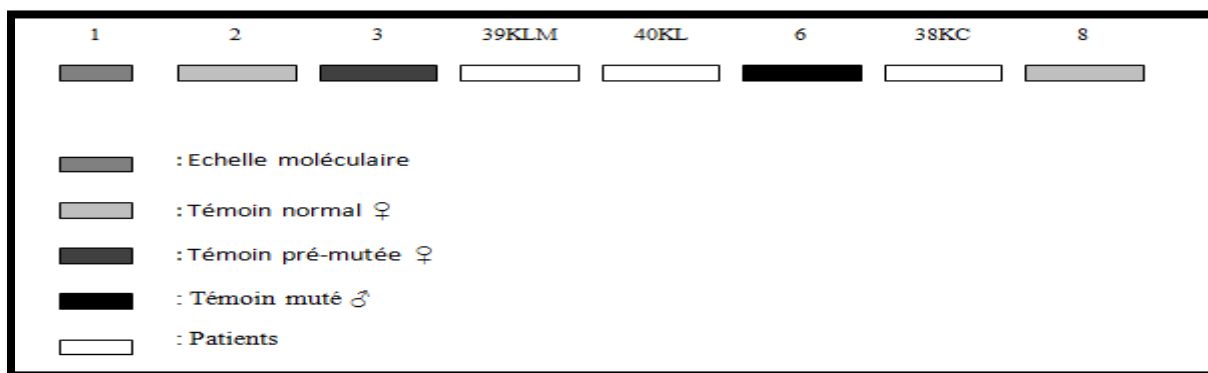 1 2 3 39KLM 40KL 6 38KC 8
: Echelle moléculaire
: Témoin normal ♀
: Témoin pré-mutée ♀
: Témoin muté ♂
: Patients